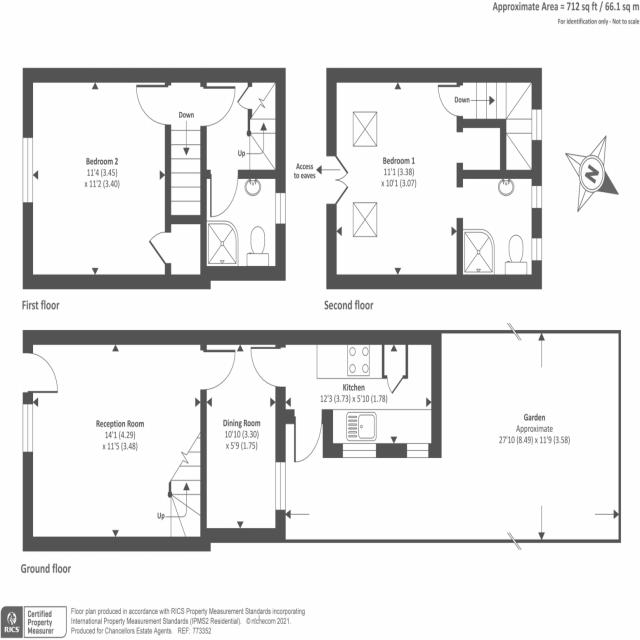 Approximate Area = 712 sq ft / 66.1 sq m
For identification only - Not to scale
Down
Bedroom 2
11'4 (3.45)
x 11'2 (3.40)
Up
First floor
Down
Access
to eaves
Bedroom 1
11'1 (3.38)
x 10'1 (3.07)
Second floor
N
Reception Room
14'1 (4.29)
x 11'5 (3.48)
Up
Dining Room
10'10 (3.30)
x 5'9 (1.75)
Kitchen
12'3 (3.73) x 5'10 (1.78)
Garden
Approximate
27'10 (8.49) x 11'9 (3.58)
Ground floor
RICS
Certified
Property
Measurer
Floor plan produced in accordance with RICS Property Measurement Standards incorporating
International Property Measurement Standards (IPMS2 Residential). © ntchecom 2021.
Produced for Chancellors Estate Agents. REF: 773352